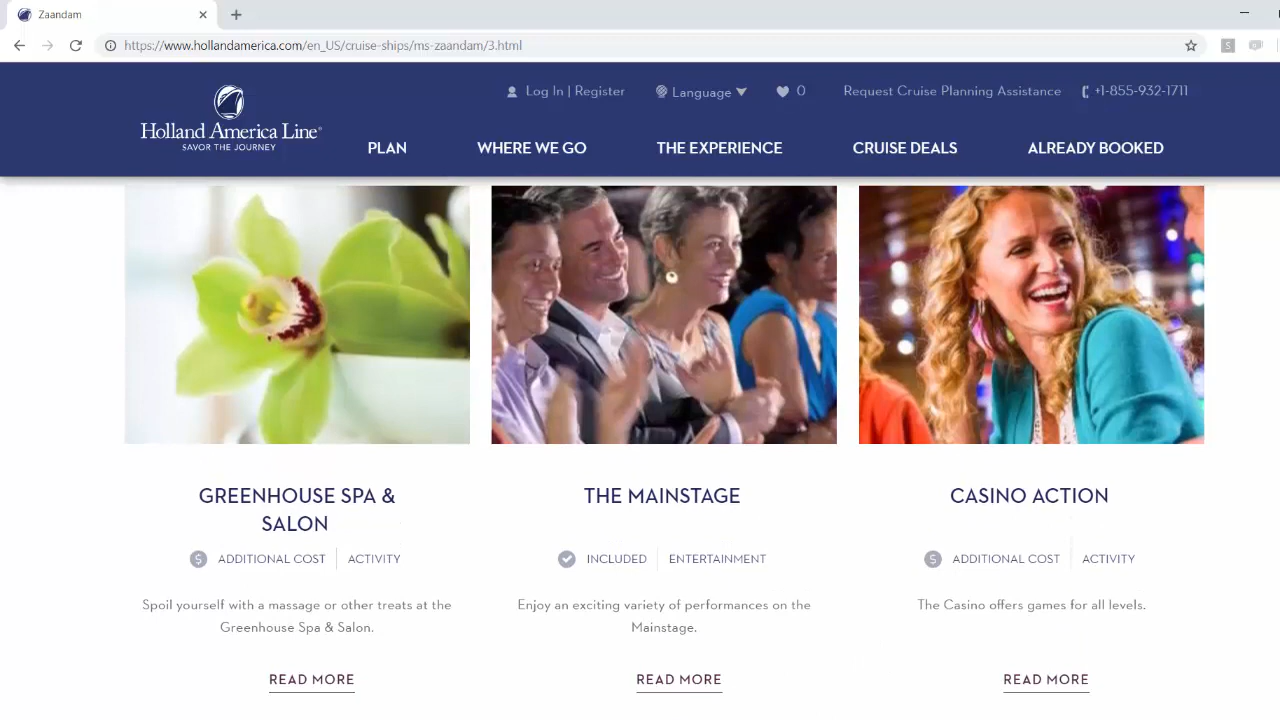 Zaandam
https://www.hollandamerica.com/en_US/cruise-ships/ms-zaandam/3.html
Log In | Register
Language
0
Request Cruise Planning Assistance
+1-855-932-1711
Holland America Line®
SAVOR THE JOURNEY
PLAN
WHERE WE GO
THE EXPERIENCE
CRUISE DEALS
ALREADY BOOKED
GREENHOUSE SPA &
SALON
$ ADDITIONAL COST
ACTIVITY
Spoil yourself with a massage or other treats at the
Greenhouse Spa & Salon.
READ MORE
THE MAINSTAGE
INCLUDED
ENTERTAINMENT
Enjoy an exciting variety of performances on the
Mainstage.
READ MORE
CASINO ACTION
$ ADDITIONAL COST
ACTIVITY
The Casino offers games for all levels.
READ MORE